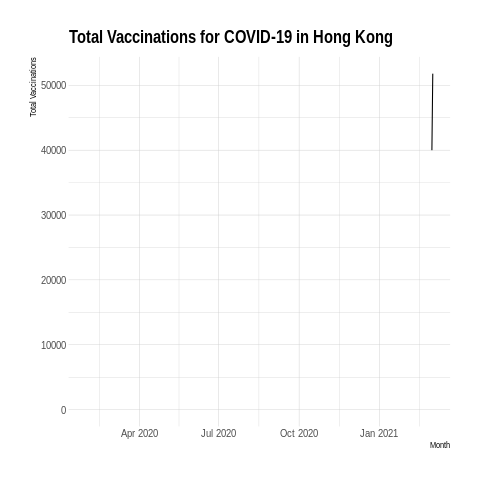 Total Vaccinations for COVID-19 in Hong Kong
Total Vaccinations
50000
40000
30000
20000
10000
0
Apr 2020 Jul 2020 Oct 2020 Jan 2021
Month